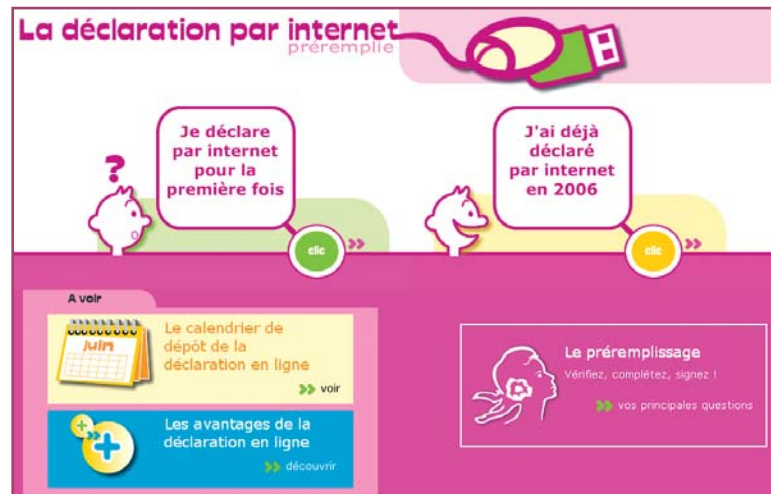 La déclaration par internet
préremplie
?
Je déclare
par internet
pour la
première fois
clic
J'ai déjà
déclaré
par internet
en 2006
clic
A voir
juin
Le calendrier de
dépôt de la
déclaration en ligne
voir
Les avantages de la
déclaration en ligne
découvrir
Le préremplissage
Vérifiez, complétez, signez !
vos principales questions